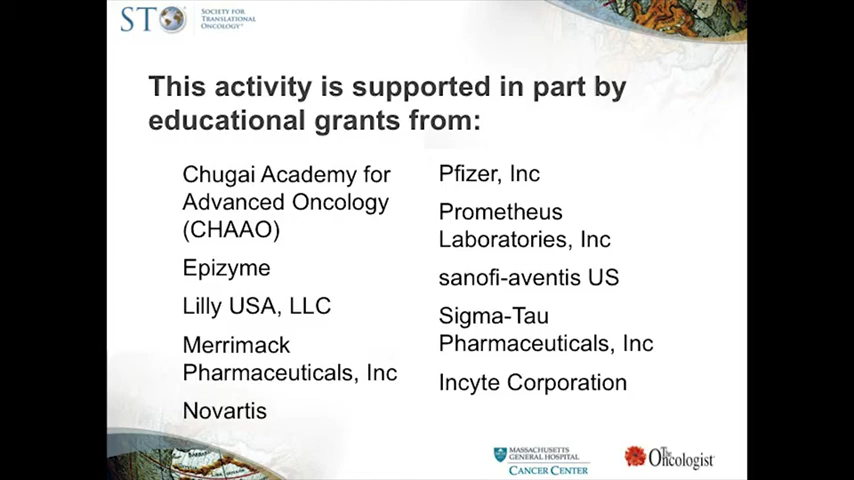 STO
SOCIETY FOR
TRANSLATIONAL
ONCOLOGY
This activity is supported in part by
educational grants from:
Chugai Academy for
Advanced Oncology
(CHAAO)
Epizyme
Lilly USA, LLC
Merrimack
Pharmaceuticals, Inc
Novartis
Pfizer, Inc
Prometheus
Laboratories, Inc
sanofi-aventis US
Sigma-Tau
Pharmaceuticals, Inc
Incyte Corporation
MASSACHUSETTS
GENERAL HOSPITAL
CANCER CENTER
The Oncologist